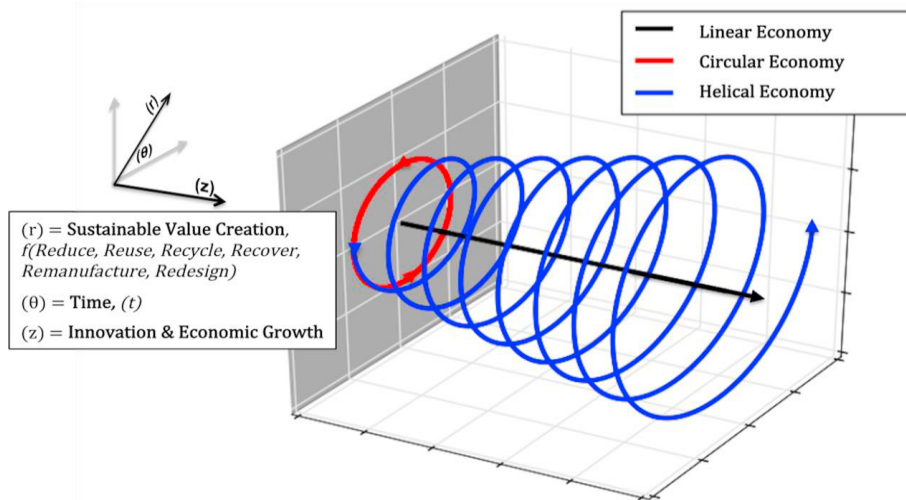 Linear Economy
Circular Economy
Helical Economy
(r)
(θ)
(z)
(r) = Sustainable Value Creation,
f(Reduce, Reuse, Recycle, Recover,
Remanufacture, Redesign)
(θ) = Time, (t)
(z) = Innovation & Economic Growth